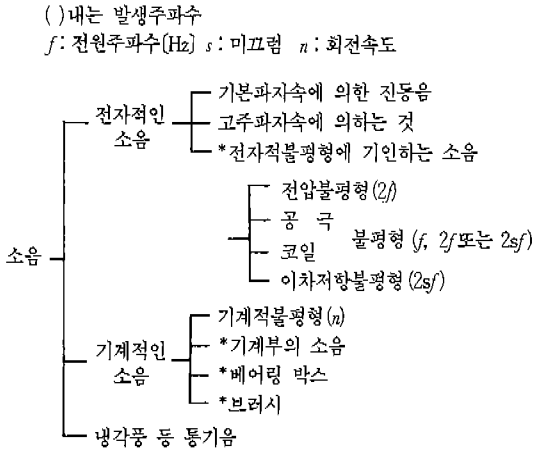 ( )내는 발생주파수
f : 전원주파수[Hz] s : 미끄럼 n : 회전속도
소음
전자적인 소음
기본파자속에 의한 진동음
고주파자속에 의하는 것
*전자적불평형에 기인하는 소음
전압불평형(2f)
공 극
코일
불평형 (f, 2f또는 2sf)
이차저항불평형(2sf)
기계적인 소음
기계적불평형(n)
*기계부의 소음
*베어링 박스
*브러시
냉각풍 등 통기음